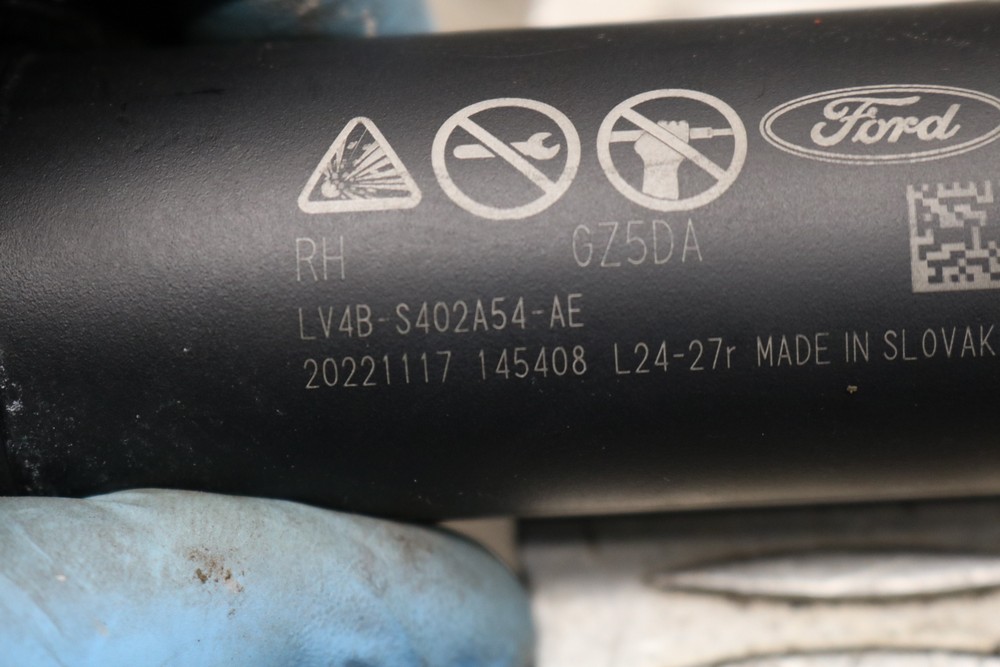 Ford
RH GZ5DA
LV4B-S402A54-AE
20221117 145408 L24-27r MADE IN SLOVAK